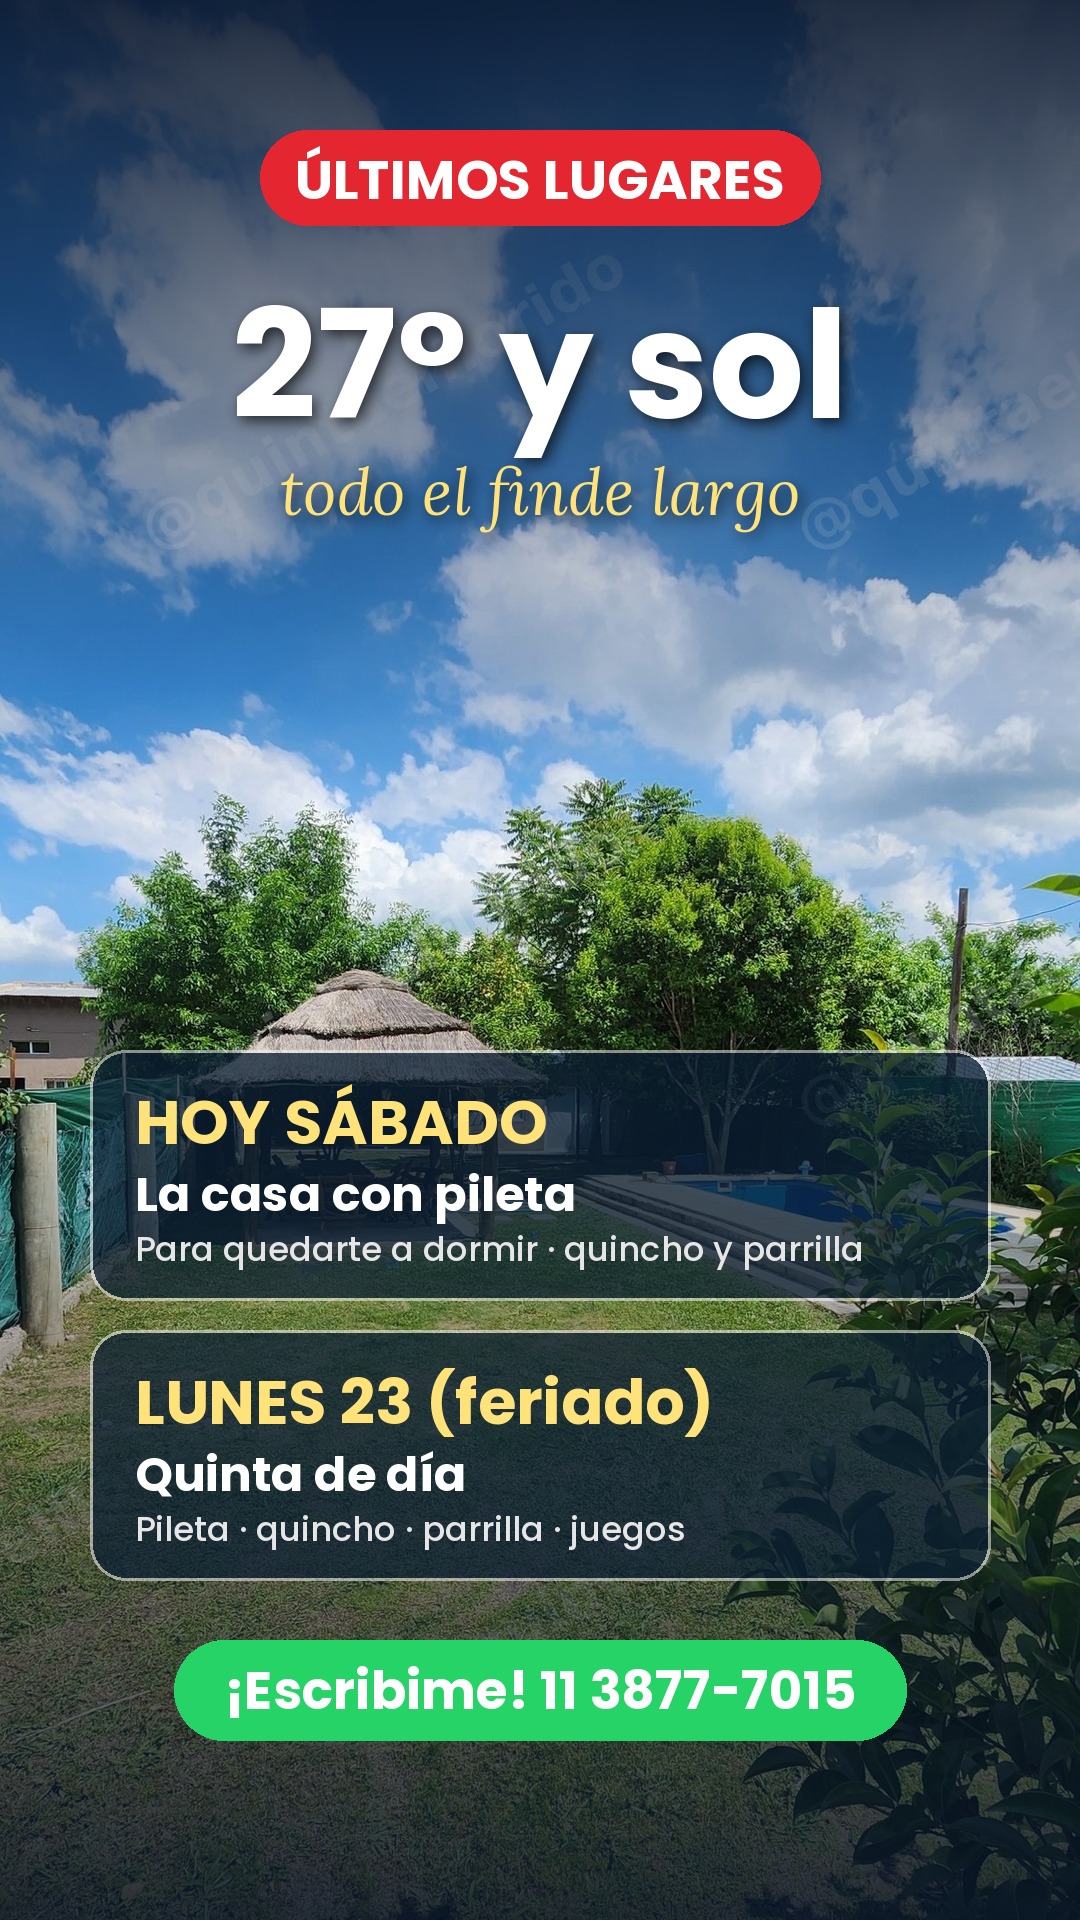 ÚLTIMOS LUGARES
27° y sol
todo el finde largo
HOY SÁBADO
La casa con pileta
Para quedarte a dormir · quincho y parrilla
LUNES 23 (feriado)
Quinta de día
Pileta · quincho · parrilla · juegos
¡Escribime! 11 3877-7015